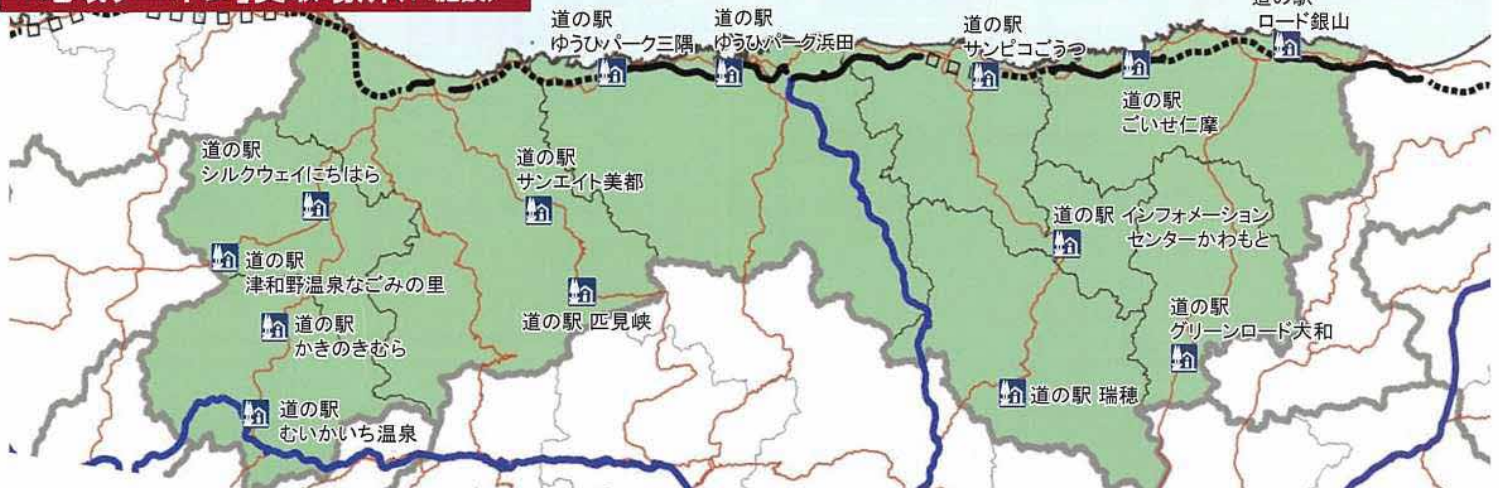 道の駅
ゆうひパーク三隅
道の駅
ゆうひパーク浜田
道の駅
サンピコごうつ
道の駅
ロード銀山
道の駅
ごいせ仁摩
道の駅
シルクウェイにちはら
道の駅
サンエイト美都
道の駅 インフォメーション
センターかわもと
道の駅
津和野温泉なごみの里
道の駅 匹見峡
道の駅
グリーンロード大和
道の駅
かきのきむら
道の駅 瑞穂
道の駅
むいかいち温泉